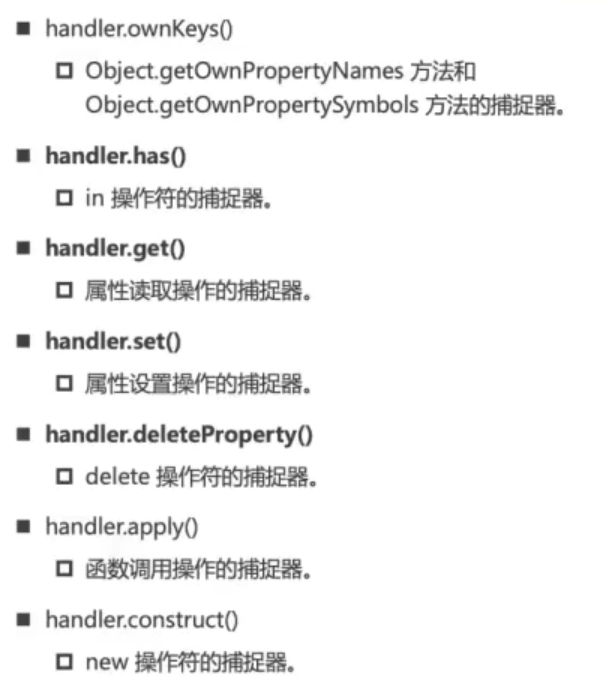 handler.ownKeys()
Object.getOwnPropertyNames 方法和
Object.getOwnPropertySymbols 方法的捕捉器。
handler.has()
in 操作符的捕捉器。
handler.get()
属性读取操作的捕捉器。
handler.set()
属性设置操作的捕捉器。
handler.deleteProperty()
delete 操作符的捕捉器。
handler.apply()
函数调用操作的捕捉器。
handler.construct()
new 操作符的捕捉器。